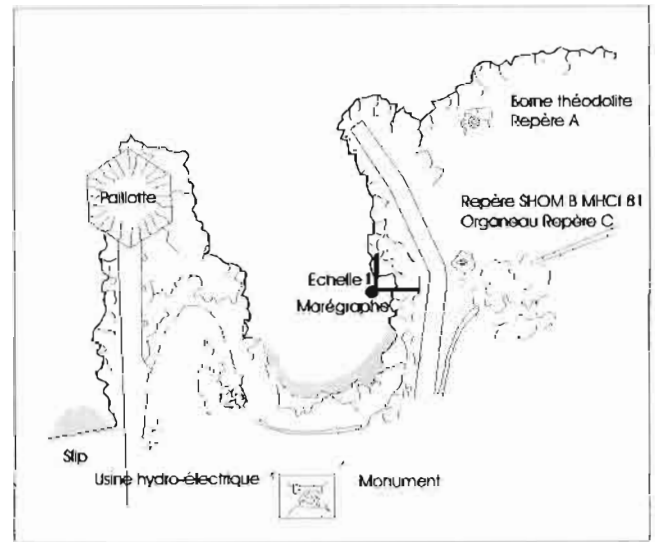 Borne théodolite
Repère A
Paillotte
Repère SHOM B MHCI 81
Organeau Repère C
Echelle 1
Marégraphe
Slip
Usine hydro-électrique
Monument